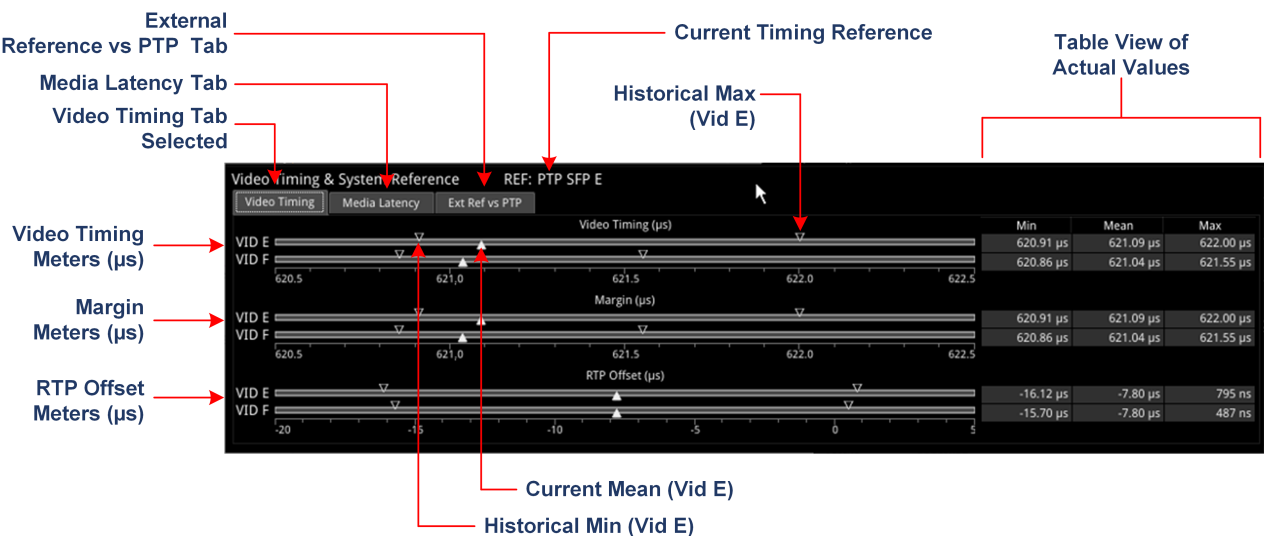 External
Reference vs PTP Tab
Current Timing Reference
Table View of
Actual Values
Media Latency Tab
Historical Max
(Vid E)
Video Timing Tab
Selected
Video Timing & System Reference REF: PTP SFP E
Video Timing Media Latency Ext Ref vs PTP
Video Timing (µs)
Min Mean Max
Video Timing
Meters (µs)
VID E 620.91 µs 621.09 µs 622.00 µs
VID F 620.86 µs 621.04 µs 621.55 µs
620.5 621,0 621.5 622.0 622.5
Margin (µs)
Margin
Meters (µs)
VID E 620.91 µs 621.09 µs 622.00 µs
VID F 620.86 µs 621.04 µs 621.55 µs
620.5 621,0 621.5 622.0 622.5
RTP Offset (µs)
RTP Offset
Meters (µs)
VID E -16.12 µs -7.80 µs 795 ns
VID F -15.70 µs -7.80 µs 487 ns
-20 -15 -10 -5 0 5
Current Mean (Vid E)
Historical Min (Vid E)